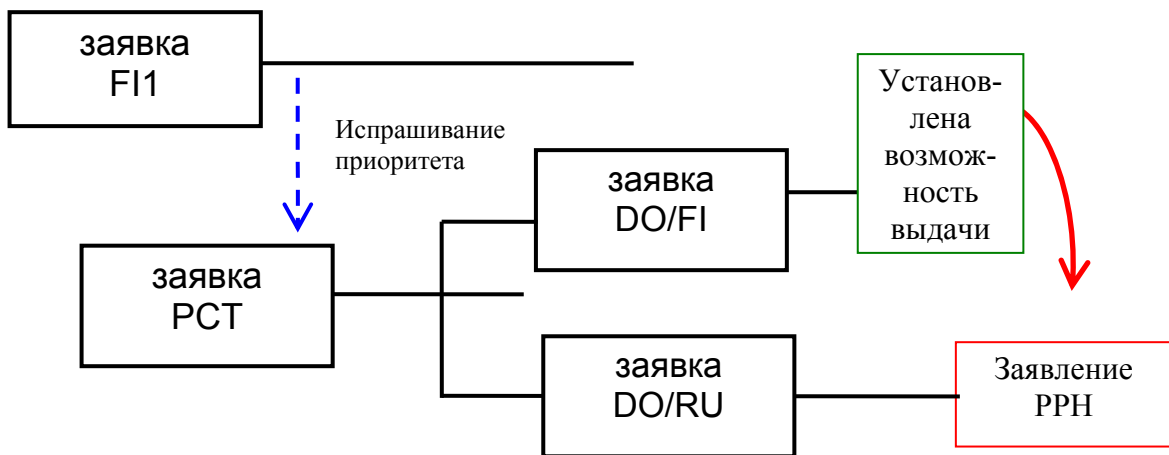 заявка
FI1
Испрашивание
приоритета
Установ-
лена
возмож-
ность
выдачи
заявка
DO/FI
заявка
PCT
заявка
DO/RU
Заявление
PPH